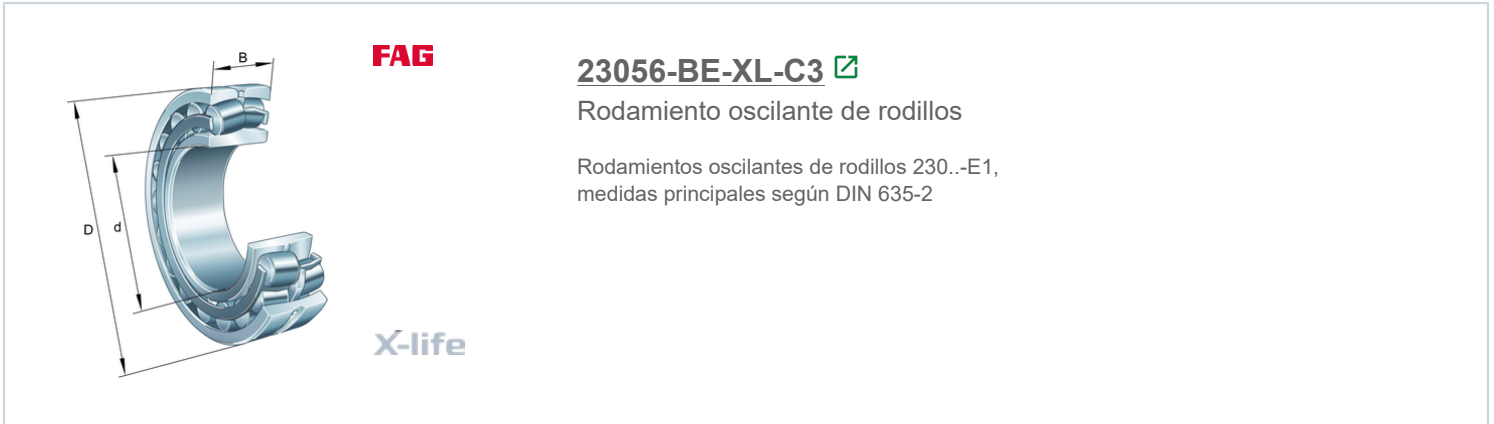 B
FAG
23056-BE-XL-C3
Rodamiento oscilante de rodillos
Rodamientos oscilantes de rodillos 230..-E1,
medidas principales según DIN 635-2
D
d
X-life